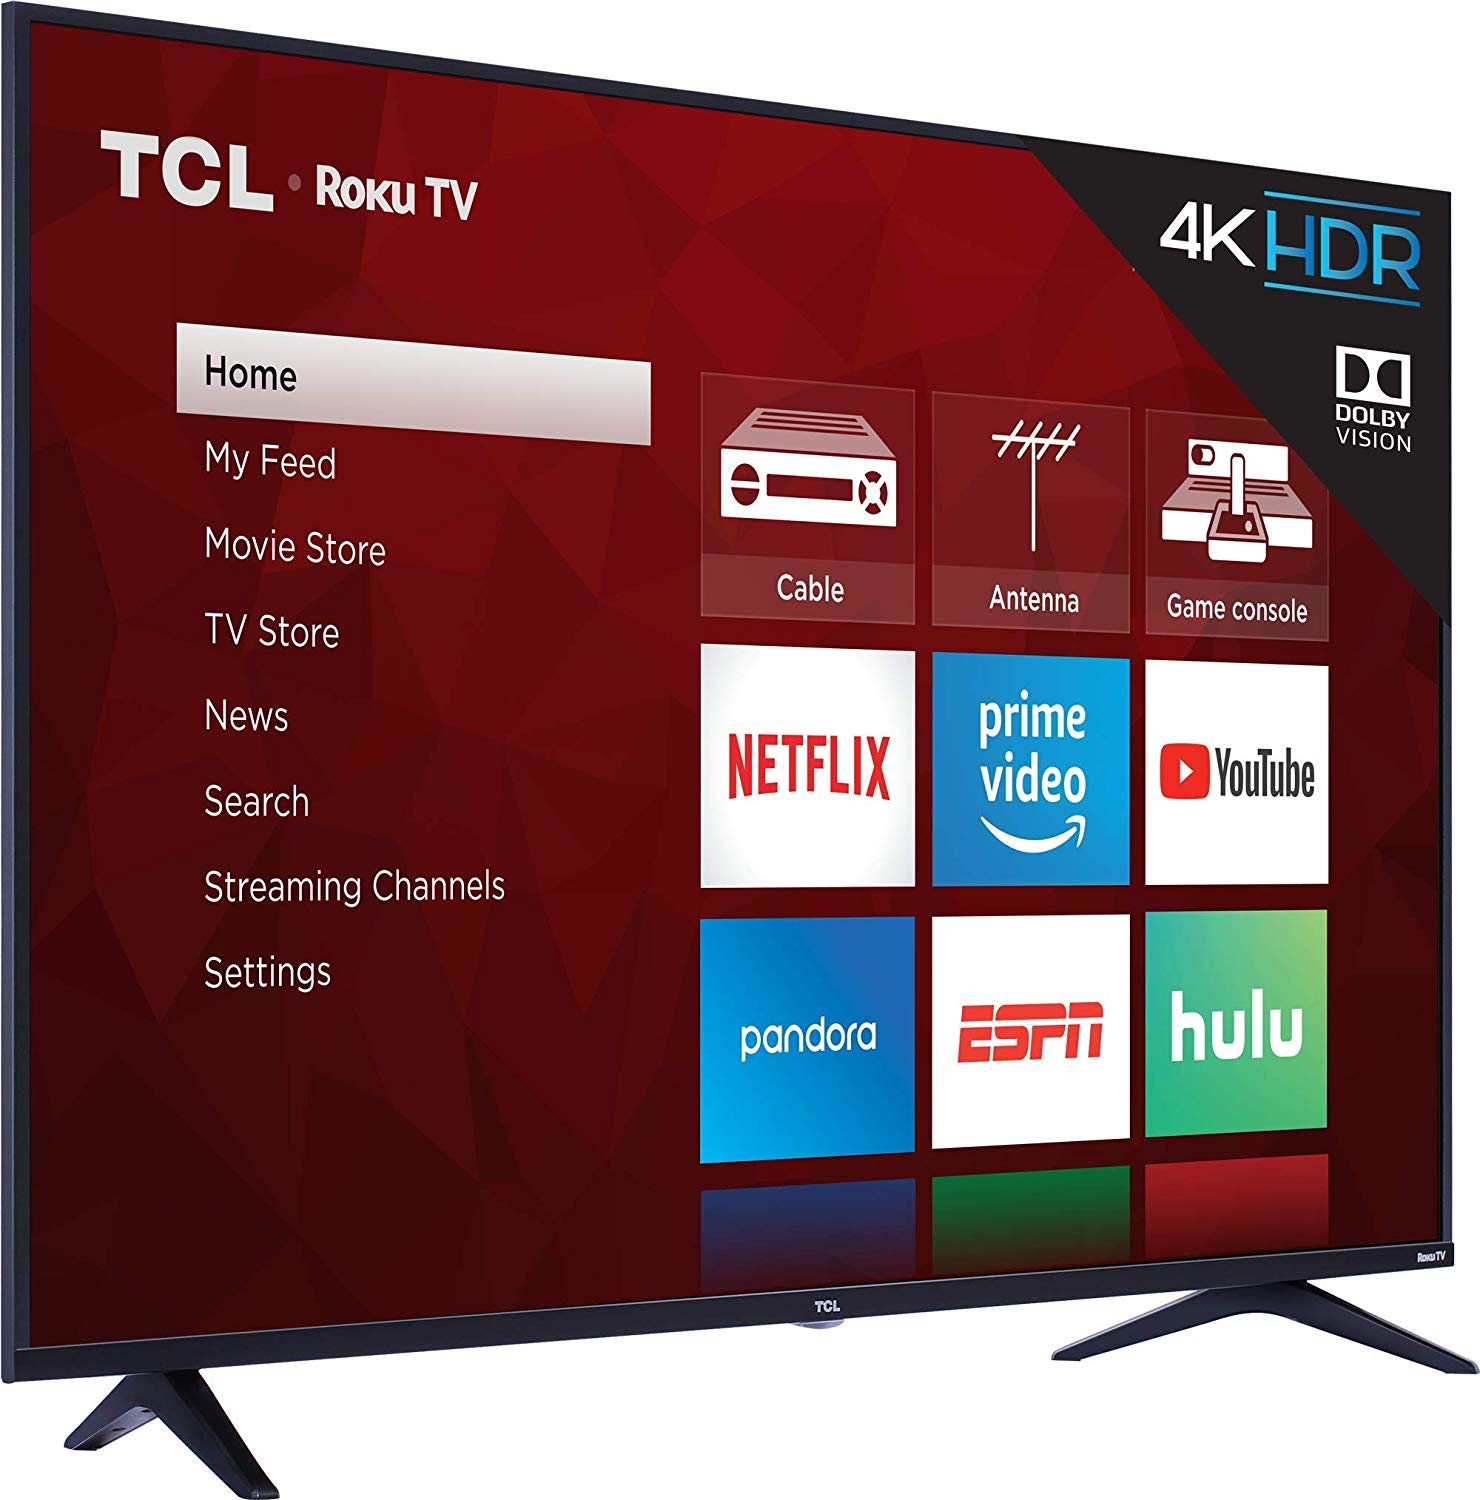 TCL • Roku TV
4K HDR
DOLBY
VISION
Home
My Feed
Movie Store
TV Store
News
Search
Streaming Channels
Settings
Cable
Antenna
Game console
NETFLIX
prime
video
YouTube
pandora
ESPN
hulu
Roku TV
TCL